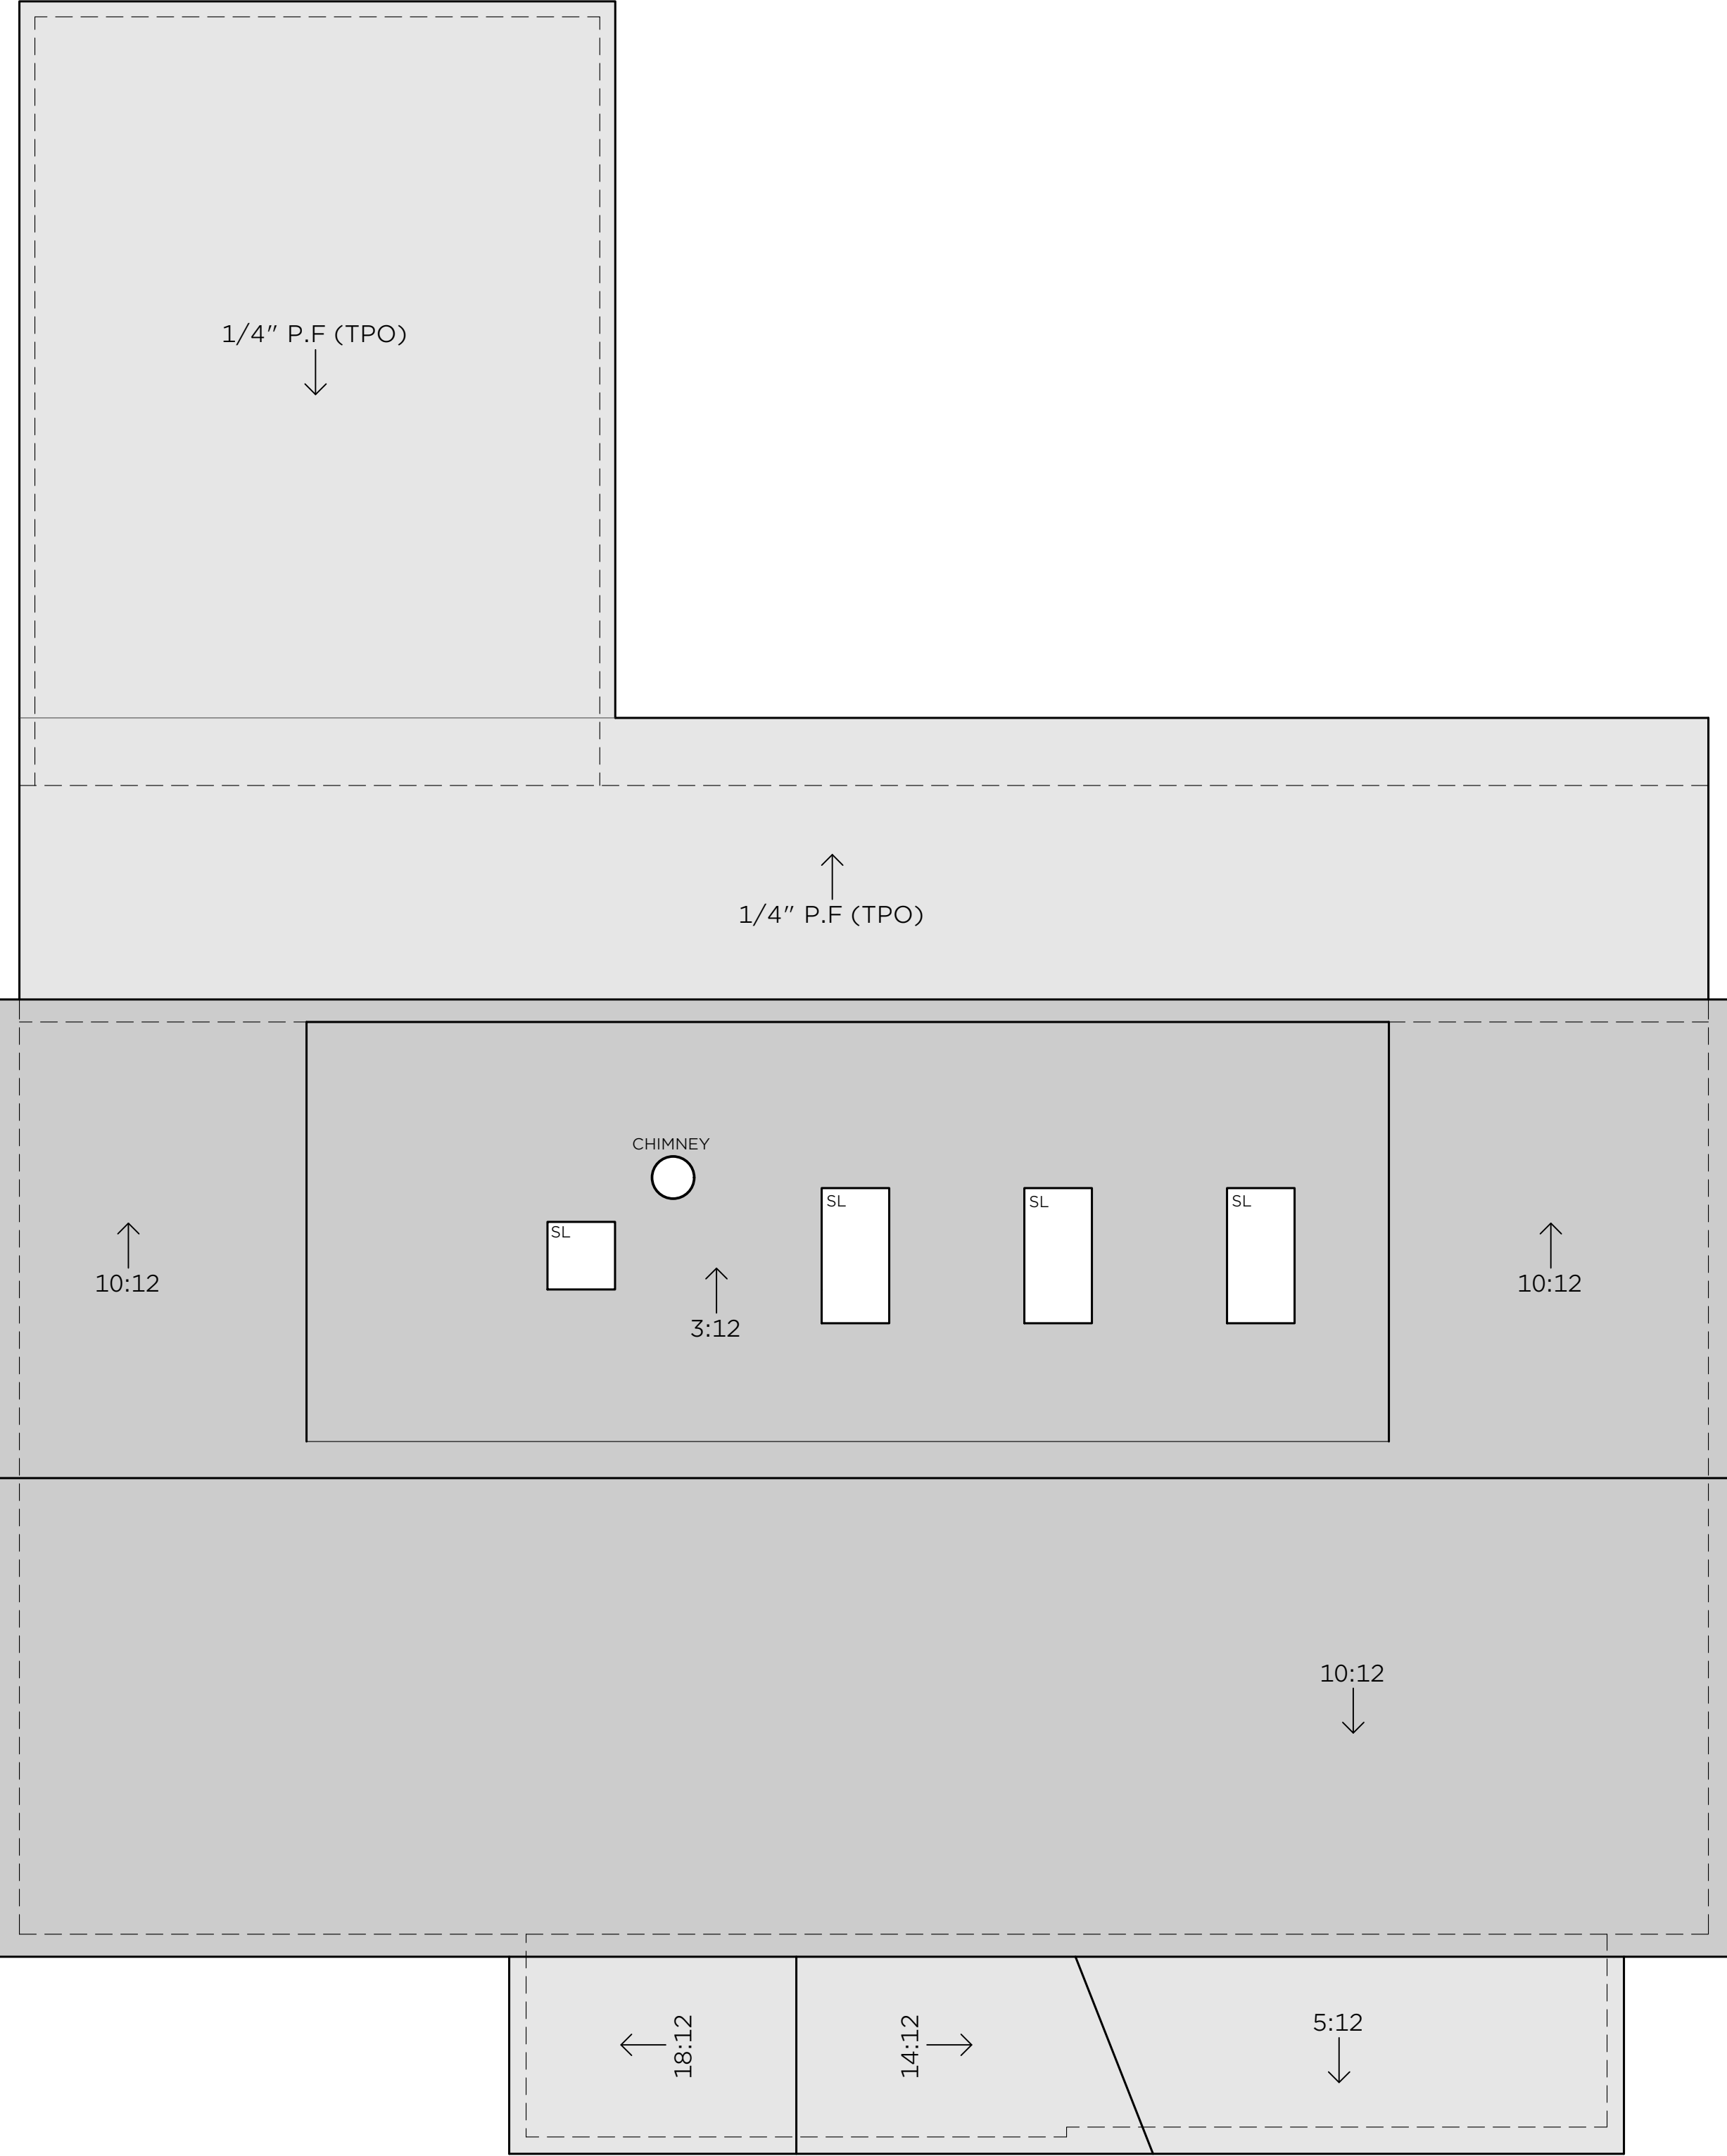 1/4″ P.F (TPO)
1/4″ P.F (TPO)
CHIMNEY
SL
SL
SL
SL
10:12
3:12
10:12
10:12
18:12
14:12
5:12